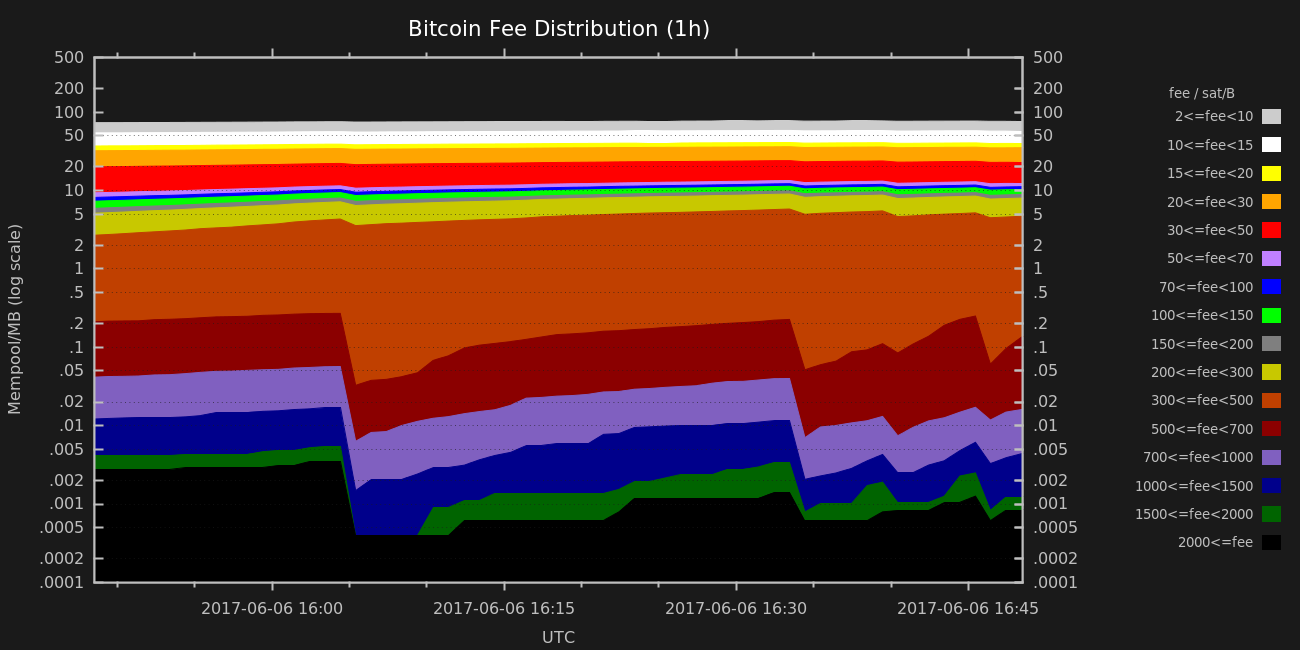 Bitcoin Fee Distribution (1h)
500
200
100
50
20
10
5
2
1
.5
.2
.1
.05
.02
.01
.005
.002
.001
.0005
.0002
.0001
Mempool/MB (log scale)
500
200
100
50
20
10
5
2
1
.5
.2
.1
.05
.02
.01
.005
.002
.001
.0005
.0002
.0001
2017-06-06 16:00
2017-06-06 16:15
2017-06-06 16:30
2017-06-06 16:45
UTC
fee / sat/B
2<=fee<10
10<=fee<15
15<=fee<20
20<=fee<30
30<=fee<50
50<=fee<70
70<=fee<100
100<=fee<150
150<=fee<200
200<=fee<300
300<=fee<500
500<=fee<700
700<=fee<1000
1000<=fee<1500
1500<=fee<2000
2000<=fee